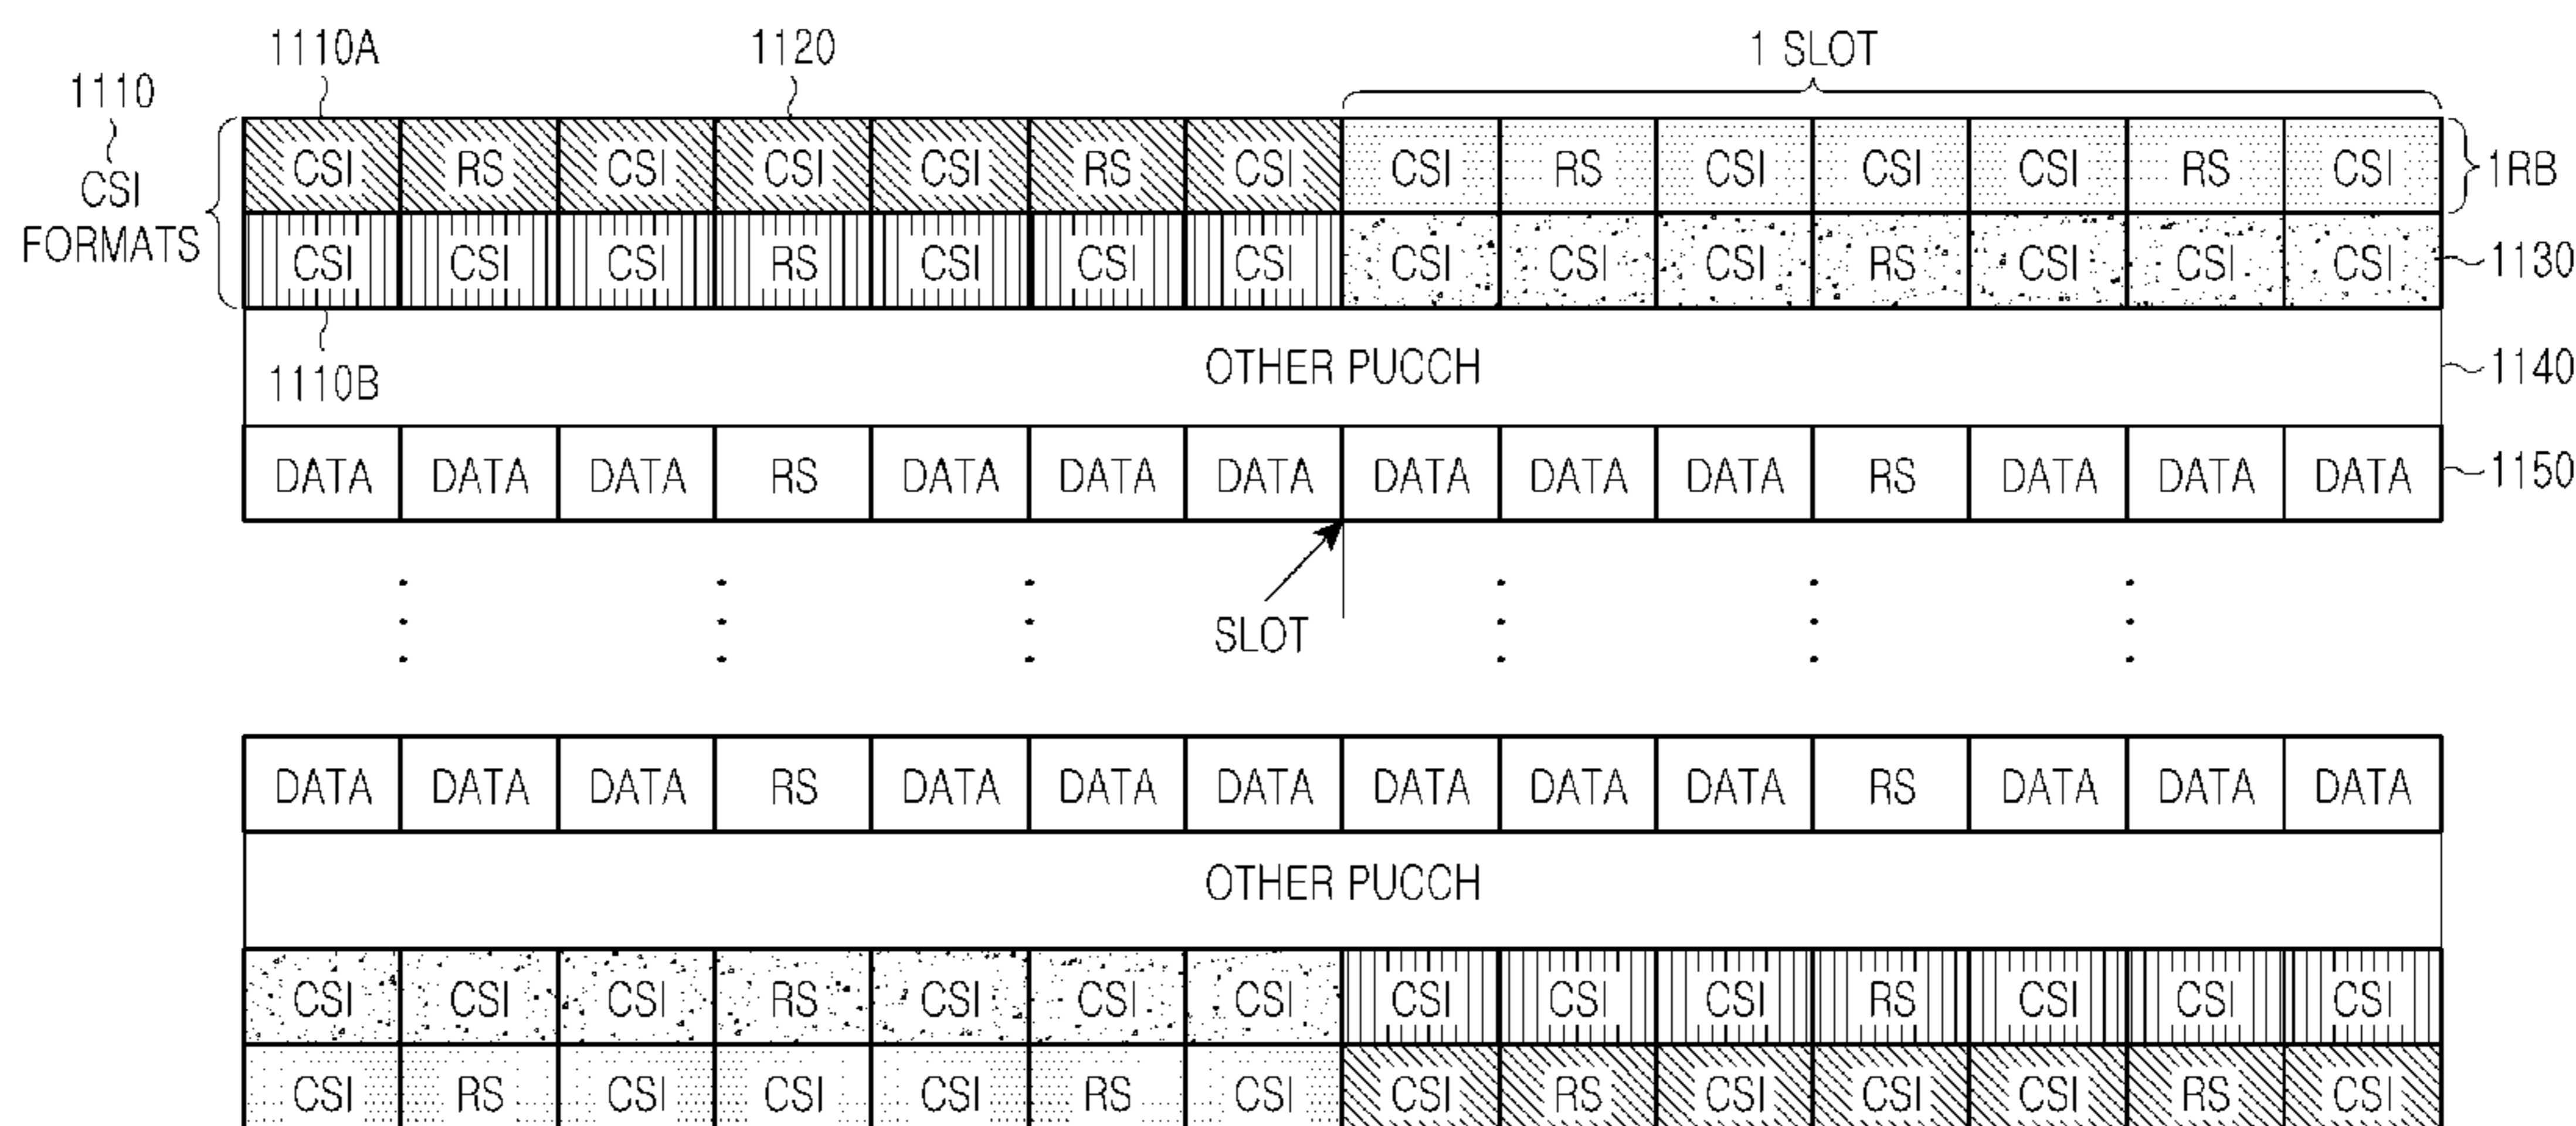 1110A 1120 1 SLOT
1110
CSI FORMATS
CSI RS CSI CSI CSI RS CSI CSI RS CSI CSI CSI RS CSI 1RB
CSI CSI CSI RS CSI CSI CSI CSI CSI CSI RS CSI CSI CSI 1130
1110B OTHER PUCCH 1140
DATA DATA DATA RS DATA DATA DATA DATA DATA DATA RS DATA DATA DATA 1150
SLOT
DATA DATA DATA RS DATA DATA DATA DATA DATA DATA RS DATA DATA DATA
OTHER PUCCH
CSI CSI CSI RS CSI CSI CSI CSI CSI CSI RS CSI CSI CSI
CSI RS CSI CSI CSI RS CSI CSI RS CSI CSI CSI RS CSI